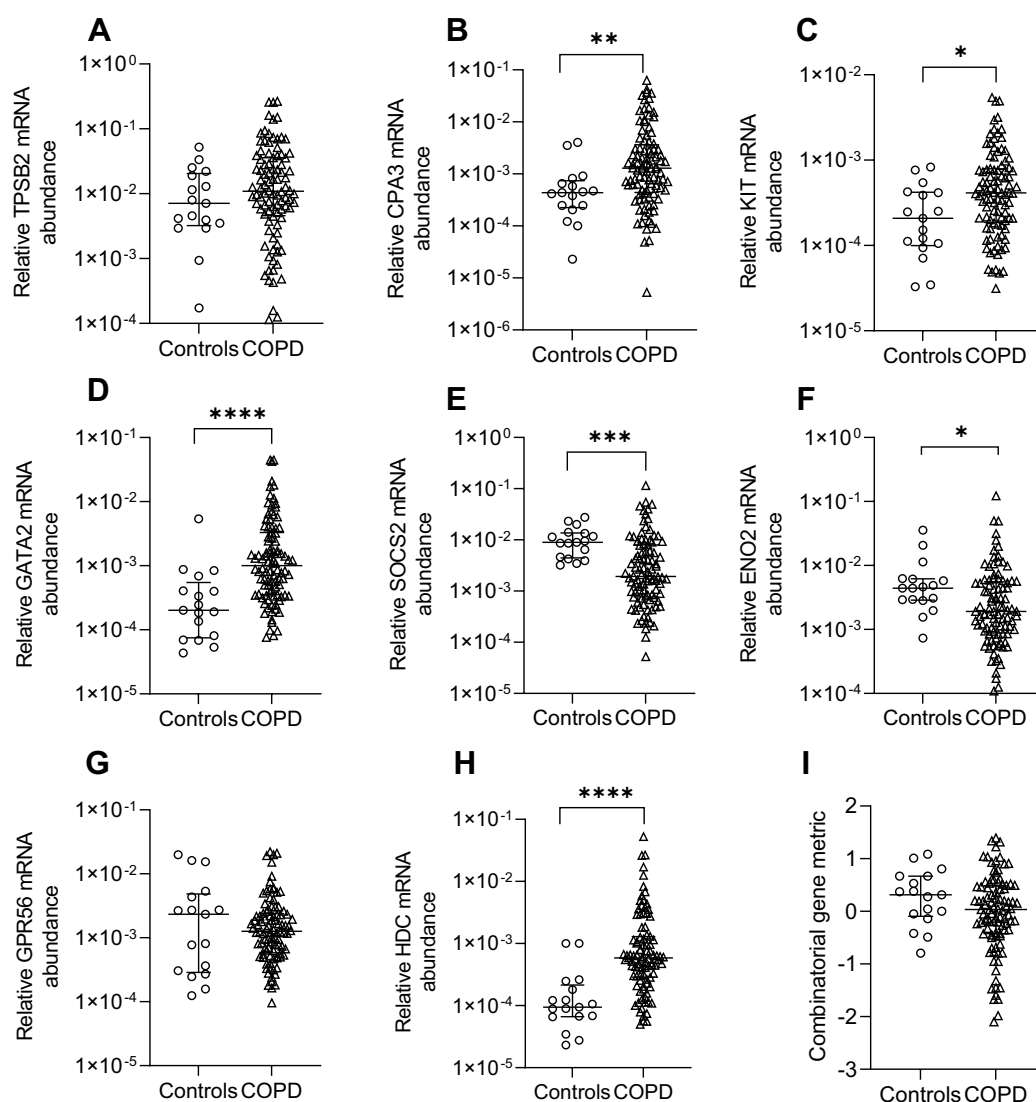 A
Relative TPSB2 mRNA
abundance
1×10⁰
1×10⁻¹
1×10⁻²
1×10⁻³
1×10⁻⁴
Controls COPD
B
**
Relative CPA3 mRNA
abundance
1×10⁻¹
1×10⁻²
1×10⁻³
1×10⁻⁴
1×10⁻⁵
1×10⁻⁶
Controls COPD
C
*
Relative KIT mRNA
abundance
1×10⁻²
1×10⁻³
1×10⁻⁴
1×10⁻⁵
Controls COPD
D
****
Relative GATA2 mRNA
abundance
1×10⁻¹
1×10⁻²
1×10⁻³
1×10⁻⁴
1×10⁻⁵
Controls COPD
E
***
Relative SOCS2 mRNA
abundance
1×10⁰
1×10⁻¹
1×10⁻²
1×10⁻³
1×10⁻⁴
1×10⁻⁵
Controls COPD
F
*
Relative ENO2 mRNA
abundance
1×10⁰
1×10⁻¹
1×10⁻²
1×10⁻³
1×10⁻⁴
Controls COPD
G
Relative GPR56 mRNA
abundance
1×10⁻¹
1×10⁻²
1×10⁻³
1×10⁻⁴
1×10⁻⁵
Controls COPD
H
****
Relative HDC mRNA
abundance
1×10⁻¹
1×10⁻²
1×10⁻³
1×10⁻⁴
1×10⁻⁵
Controls COPD
I
Combinatorial gene metric
2
1
0
-1
-2
-3
Controls COPD